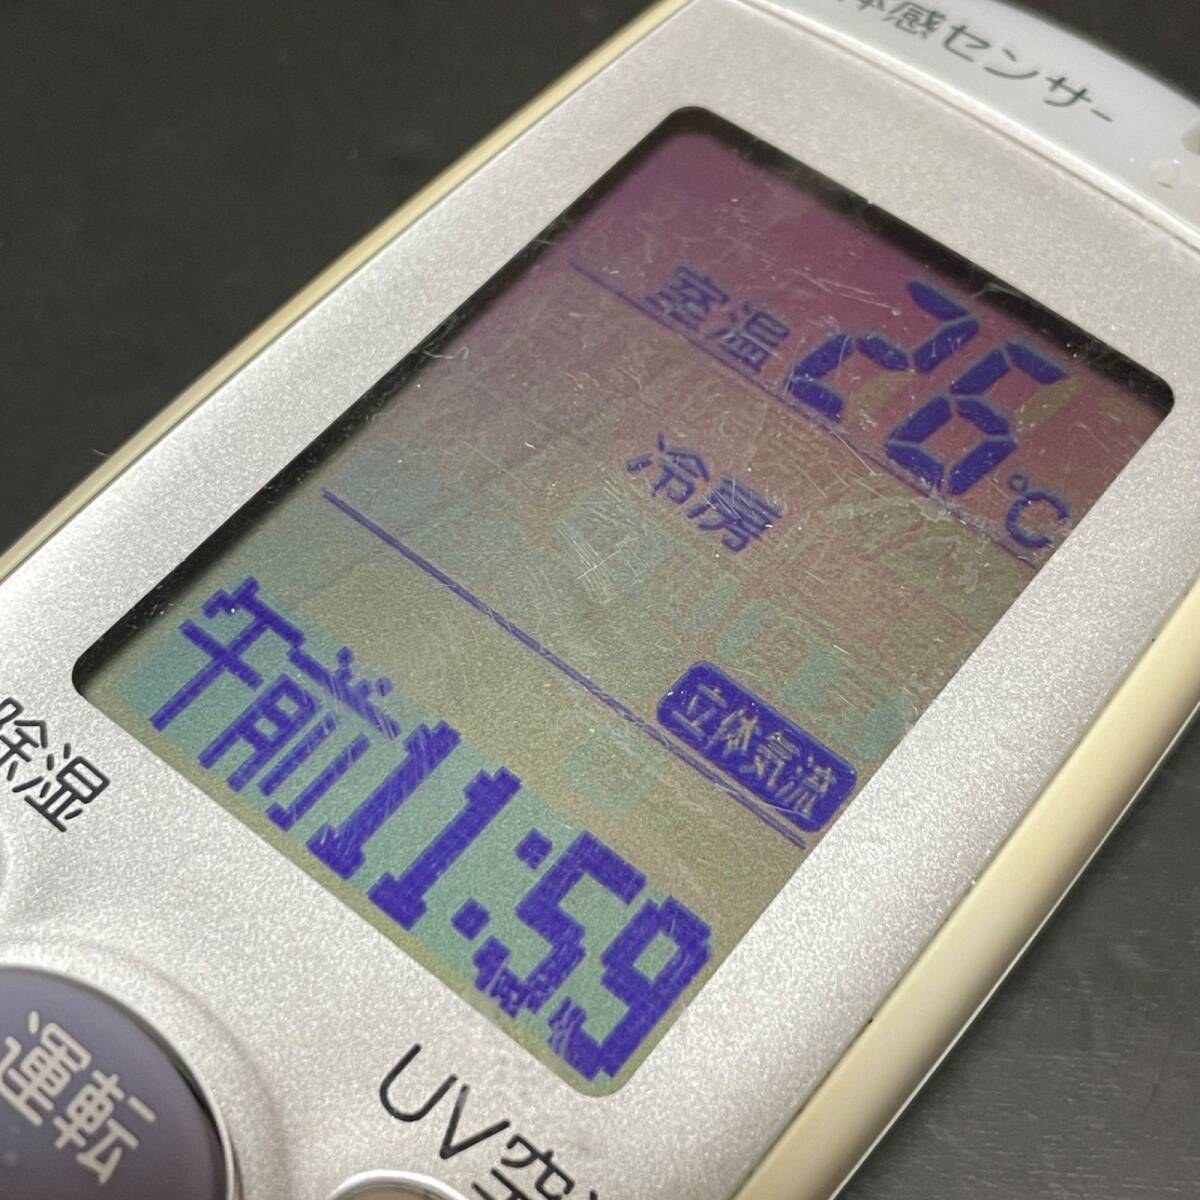 体感センサー
室温 26℃
冷房
立体気流
午前11:59
除湿
運転
UV空